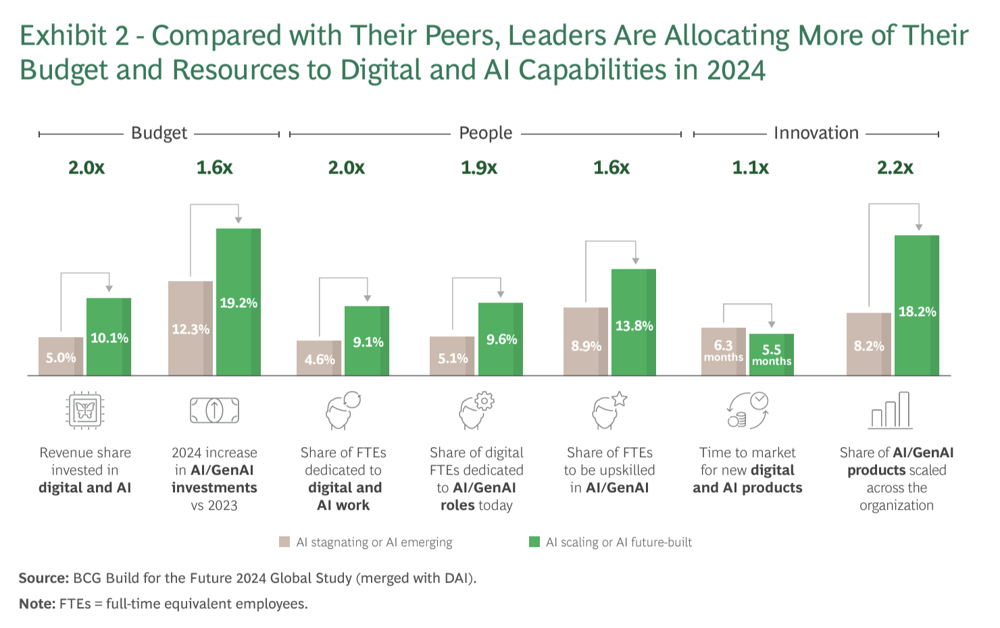 Exhibit 2 - Compared with Their Peers, Leaders Are Allocating More of Their
Budget and Resources to Digital and AI Capabilities in 2024
Budget
People
Innovation
2.0x
1.6x
2.0x
1.9x
1.6x
1.1x
2.2x
5.0%
10.1%
12.3%
19.2%
4.6%
9.1%
5.1%
9.6%
8.9%
13.8%
6.3
months
5.5
months
8.2%
18.2%
Revenue share
invested in
digital and AI
2024 increase
in AI/GenAI
investments
vs 2023
Share of FTEs
dedicated to
digital and
AI work
Share of digital
FTEs dedicated
to AI/GenAI
roles today
Share of FTEs
to be upskilled
in AI/GenAI
Time to market
for new digital
and AI products
Share of AI/GenAI
products scaled
across the
organization
AI stagnating or AI emerging
AI scaling or AI future-built
Source: BCG Build for the Future 2024 Global Study (merged with DAI).
Note: FTEs = full-time equivalent employees.